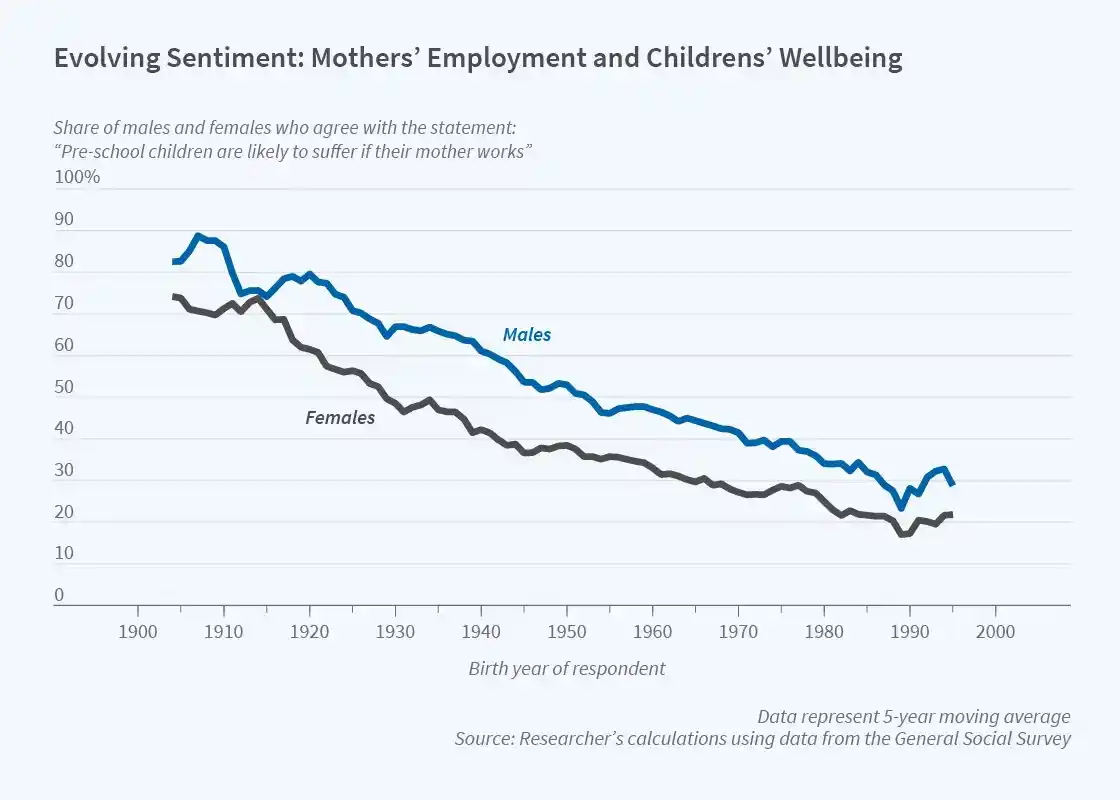 Evolving Sentiment: Mothers’ Employment and Childrens’ Wellbeing
Share of males and females who agree with the statement:
“Pre-school children are likely to suffer if their mother works”
100%
90
80
70
60
50
40
30
20
10
0
Males
Females
1900 1910 1920 1930 1940 1950 1960 1970 1980 1990 2000
Birth year of respondent
Data represent 5-year moving average
Source: Researcher’s calculations using data from the General Social Survey